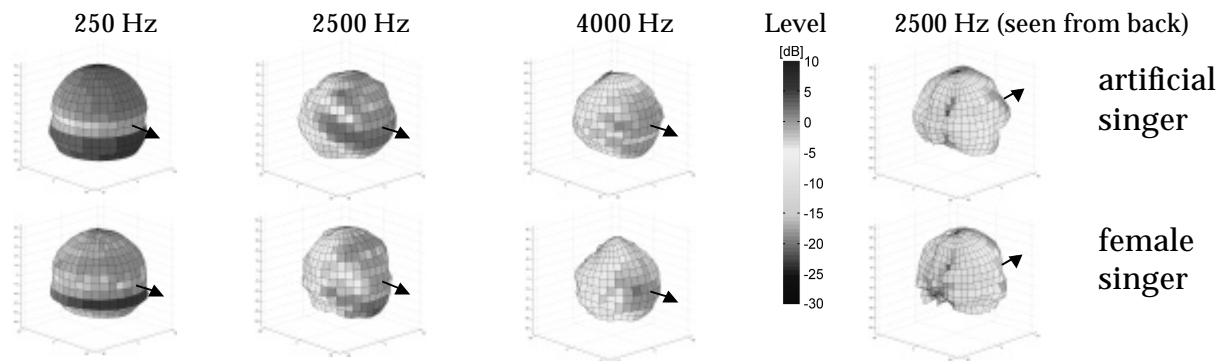 250 Hz 2500 Hz 4000 Hz Level 2500 Hz (seen from back)
[dB]
10
5
0
-5
-10
-15
-20
-25
-30
artificial
singer
female
singer